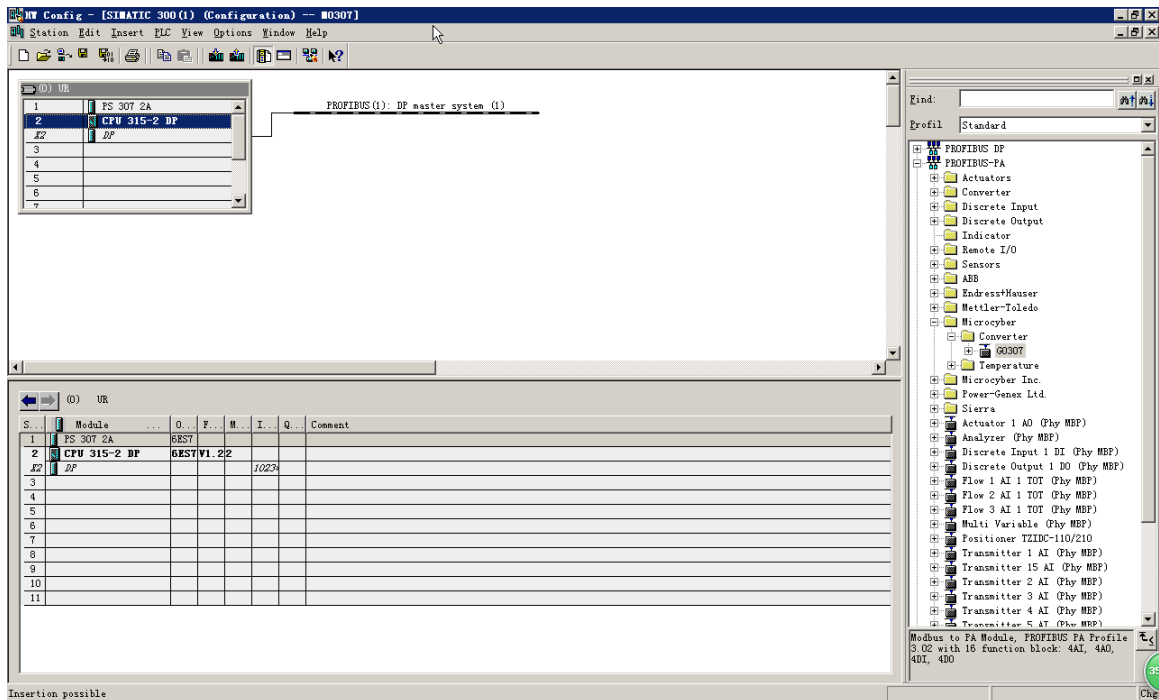 HW Config - [SIMATIC 300(1) (Configuration) -- M0307]
Station Edit Insert PLC View Options Window Help
(0) UR
1 PS 307 2A
2 CPU 315-2 DP
X2 DP
3
4
5
6
7
PROFIBUS(1): DP master system (1)
Find:
Profil Standard
PROFIBUS DP
PROFIBUS-PA
Actuators
Converter
Discrete Input
Discrete Output
Indicator
Remote I/O
Sensors
ABB
Endress+Hauser
Mettler-Toledo
Microcyber
Converter
G0307
Temperature
Microcyber Inc.
Power-Genex Ltd.
Sierra
Actuator 1 AO (Phy MBP)
Analyzer (Phy MBP)
Discrete Input 1 DI (Phy MBP)
Discrete Output 1 DO (Phy MBP)
Flow 1 AI 1 TOT (Phy MBP)
Flow 2 AI 1 TOT (Phy MBP)
Flow 3 AI 1 TOT (Phy MBP)
Multi Variable (Phy MBP)
Positioner TZIDC-110/210
Transmitter 1 AI (Phy MBP)
Transmitter 15 AI (Phy MBP)
Transmitter 2 AI (Phy MBP)
Transmitter 3 AI (Phy MBP)
Transmitter 4 AI (Phy MBP)
Transmitter 5 AI (Phy MBP)
Modbus to PA Module, PROFIBUS PA Profile
3.02 with 16 function block: 4AI, 4AO,
4DI, 4DO
(0) UR
S... Module ... O... F... M... I... Q... Comment
1 PS 307 2A 6ES7
2 CPU 315-2 DP 6ES7 V1.2 2
X2 DP 1023*
3
4
5
6
7
8
9
10
11
Insertion possible
35
Chg